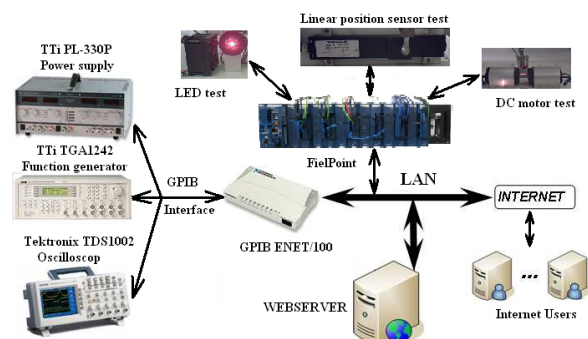 Linear position sensor test
TTi PL-330P
Power supply
LED test
DC motor test
TTi TGA1242
Function generator
FielPoint
GPIB
Interface
LAN
INTERNET
GPIB ENET/100
Tektronix TDS1002
Oscilloscop
...
WEBSERVER
Internet Users